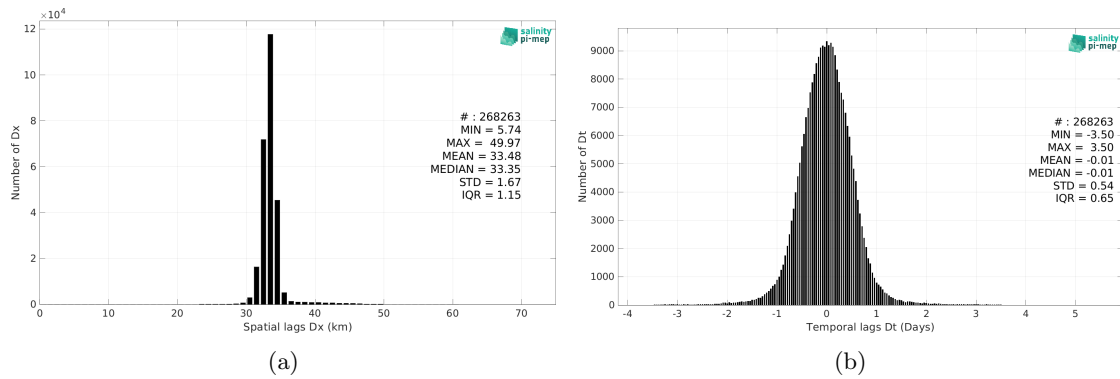 ×10⁴
12
10
8
6
4
2
0
0 10 20 30 40 50 60 70
Number of Dx
Spatial lags Dx (km)
salinity
pi-mep
# : 268263
MIN = 5.74
MAX = 49.97
MEAN = 33.48
MEDIAN = 33.35
STD = 1.67
IQR = 1.15
(a)
9000
8000
7000
6000
5000
4000
3000
2000
1000
0
-4 -3 -2 -1 0 1 2 3 4 5
Number of Dt
Temporal lags Dt (Days)
salinity
pi-mep
# : 268263
MIN = -3.50
MAX = 3.50
MEAN = -0.01
MEDIAN = -0.01
STD = 0.54
IQR = 0.65
(b)